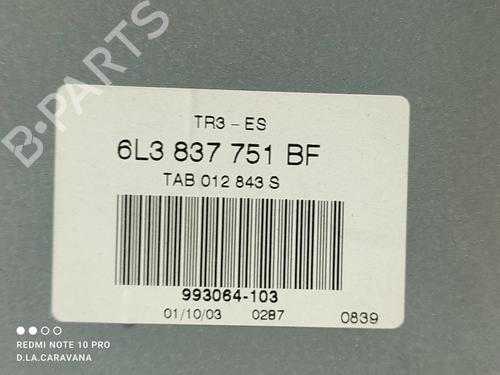 B-PARTS
TR3-ES
6L3 837 751 BF
TAB 012 843 S
993064-103
01/10/03 0287 0839
REDMI NOTE 10 PRO
D.LA.CARAVANA